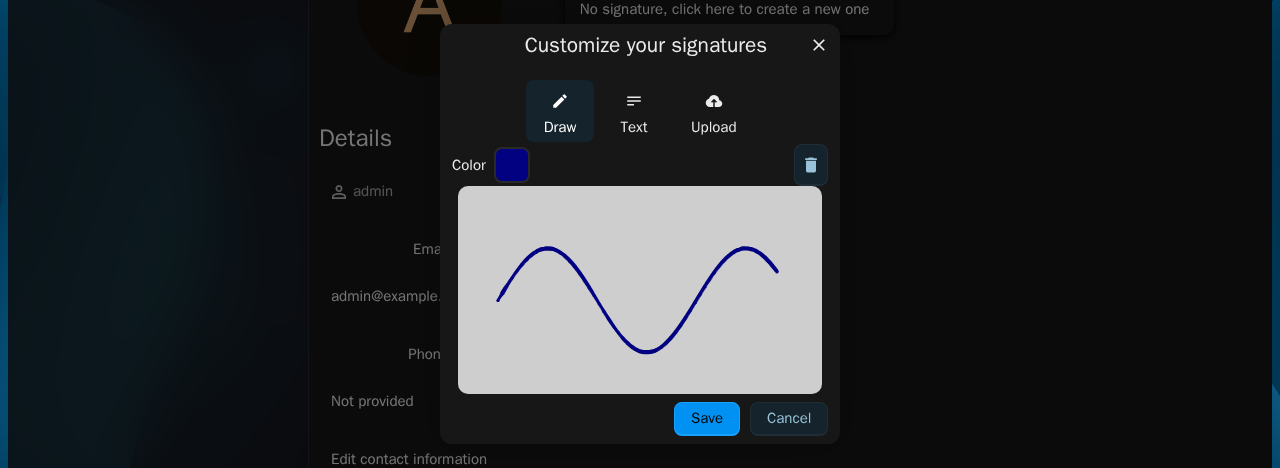 A
No signature, click here to create a new one
Customize your signatures
Draw
Text
Upload
Color
Details
admin
Ema
admin@example.
Phon
Not provided
Save
Cancel
Edit contact information